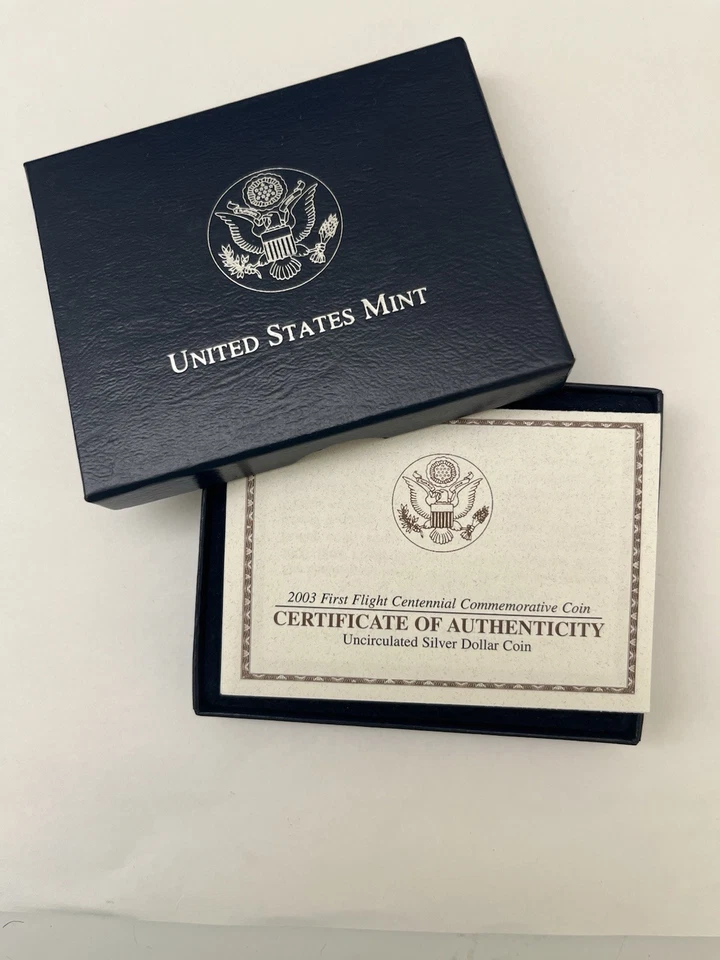 UNITED STATES MINT
2003 First Flight Centennial Commemorative Coin
CERTIFICATE OF AUTHENTICITY
Uncirculated Silver Dollar Coin